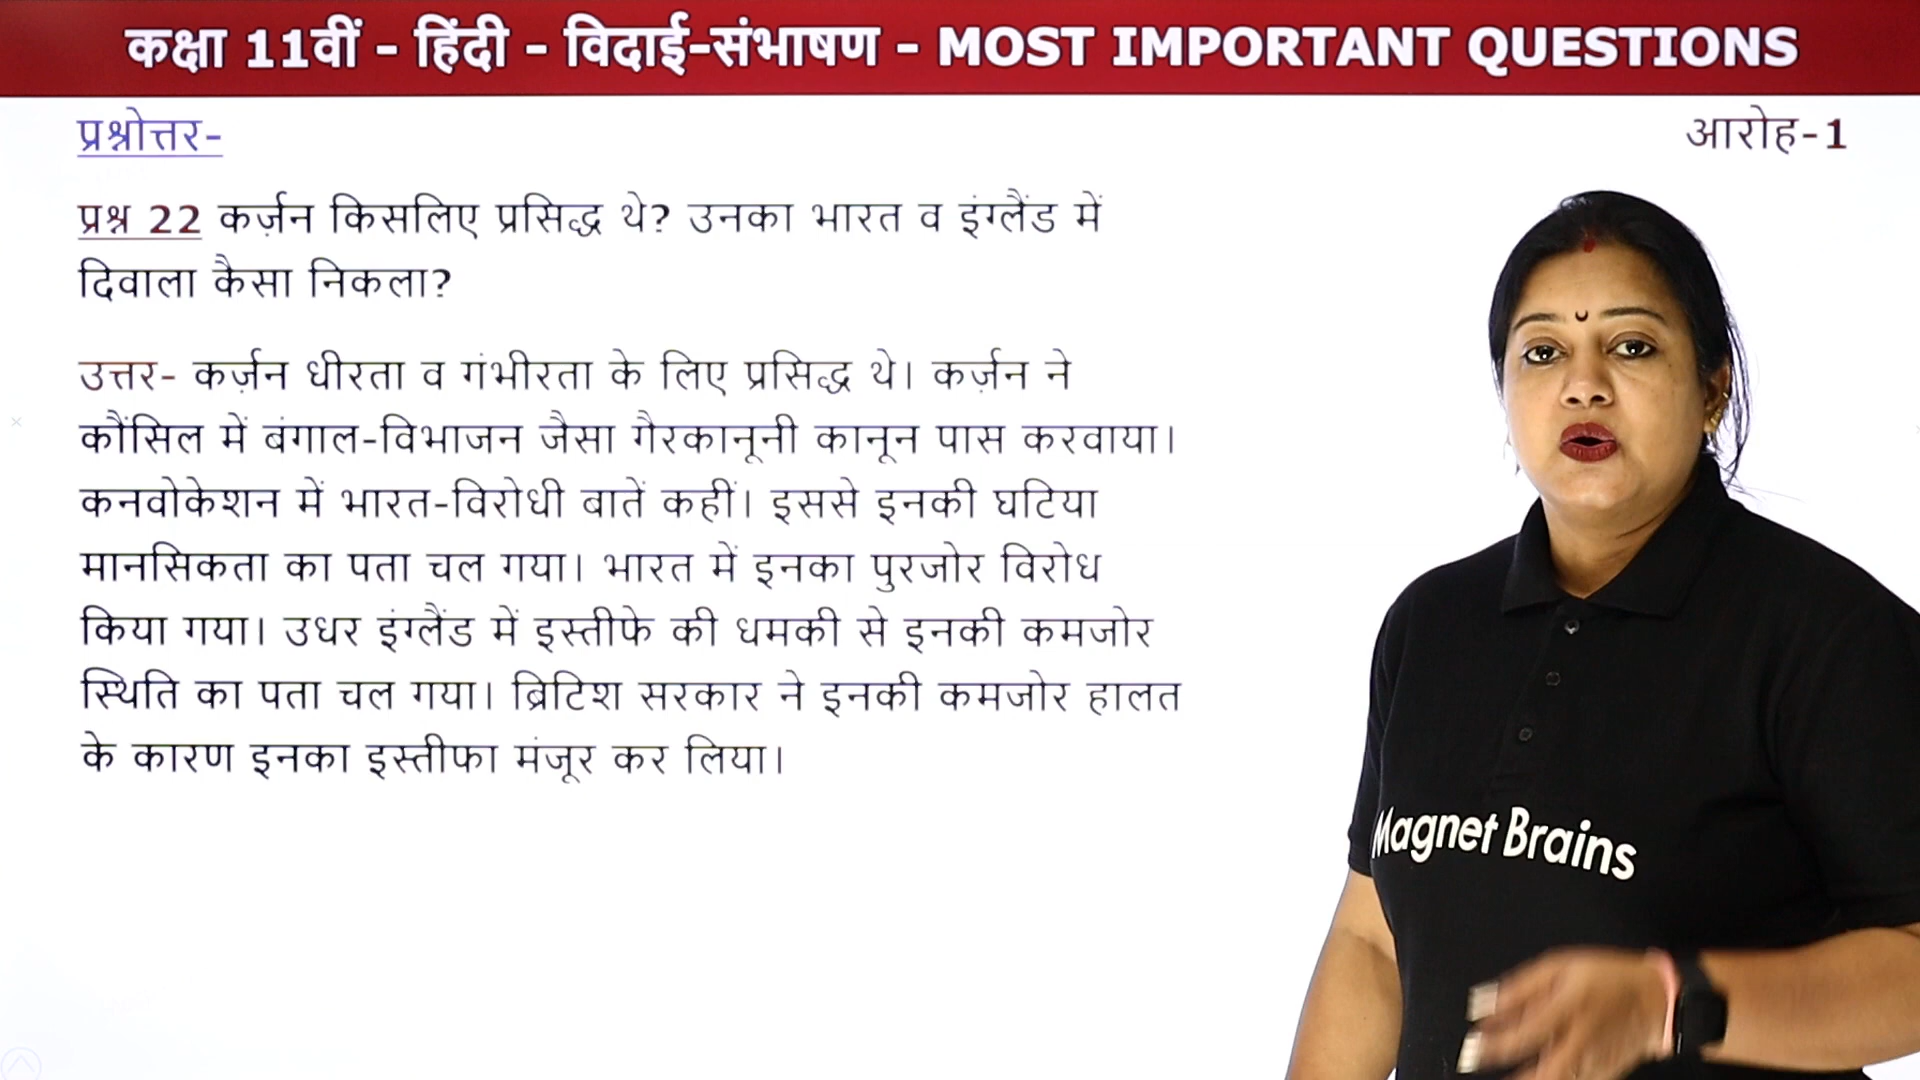 कक्षा 11वीं - हिंदी - विदाई-संभाषण - MOST IMPORTANT QUESTIONS
प्रश्नोत्तर-
आरोह-1
प्रश्न 22 कर्ज़न किसलिए प्रसिद्ध थे? उनका भारत व इंग्लैंड में
दिवाला कैसा निकला?
उत्तर- कर्ज़न धीरता व गंभीरता के लिए प्रसिद्ध थे। कर्ज़न ने
कौंसिल में बंगाल-विभाजन जैसा गैरकानूनी कानून पास करवाया।
कनवोकेशन में भारत-विरोधी बातें कहीं। इससे इनकी घटिया
मानसिकता का पता चल गया। भारत में इनका पुरजोर विरोध
किया गया। उधर इंग्लैंड में इस्तीफे की धमकी से इनकी कमजोर
स्थिति का पता चल गया। ब्रिटिश सरकार ने इनकी कमजोर हालत
के कारण इनका इस्तीफा मंजूर कर लिया।
Magnet Brains